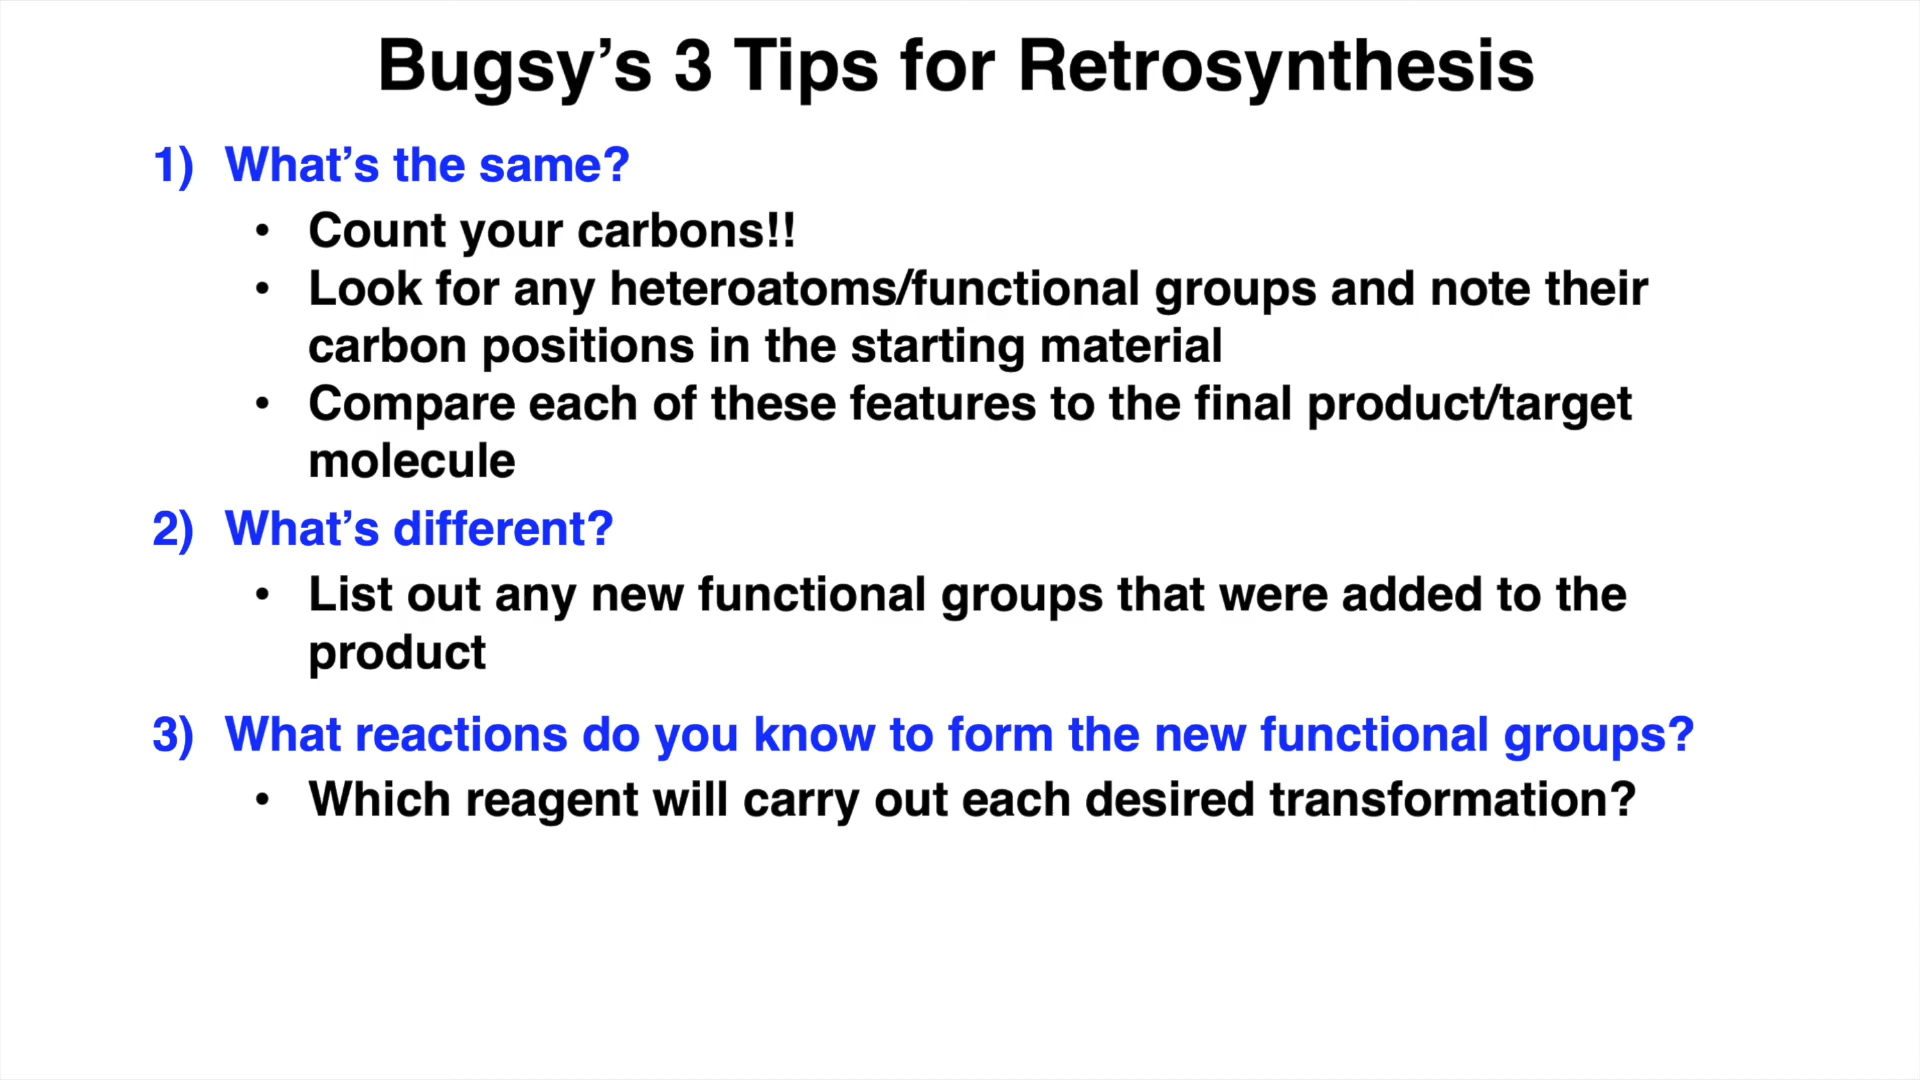 Bugsy’s 3 Tips for Retrosynthesis
1) What’s the same?
• Count your carbons!!
• Look for any heteroatoms/functional groups and note their
carbon positions in the starting material
• Compare each of these features to the final product/target
molecule
2) What’s different?
• List out any new functional groups that were added to the
product
3) What reactions do you know to form the new functional groups?
• Which reagent will carry out each desired transformation?